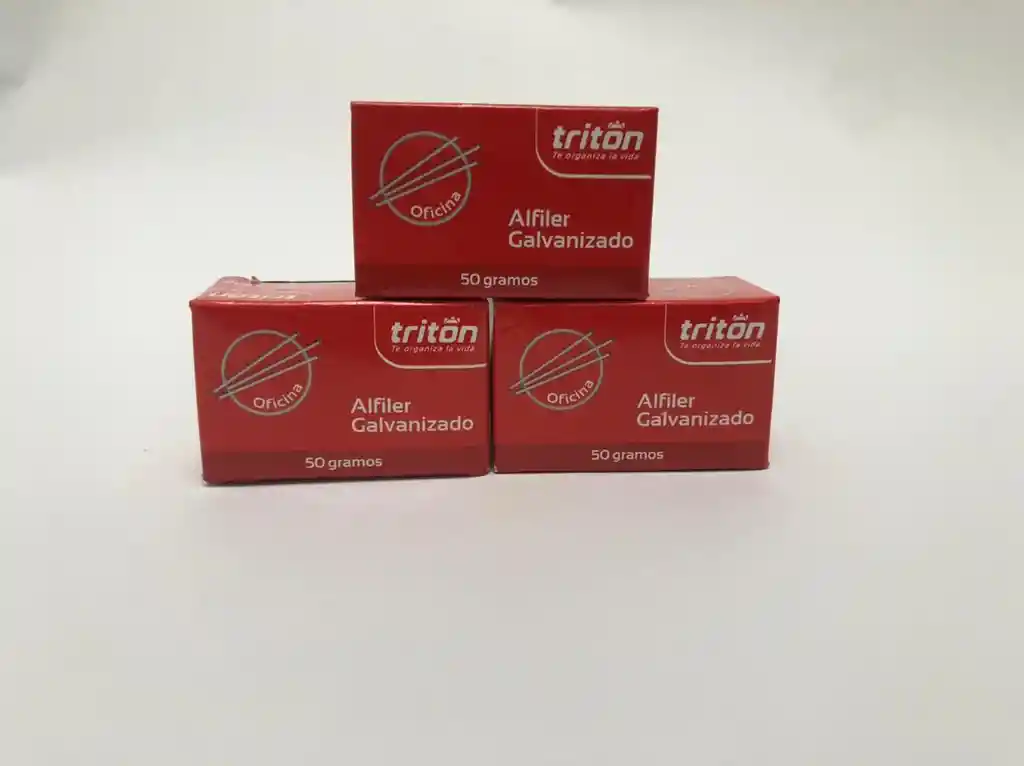 triton
Te organiza la vida
Oficina
Alfiler
Galvanizado
50 gramos
triton
Te organiza la vida
Oficina
Alfiler
Galvanizado
50 gramos
triton
Te organiza la vida
Oficina
Alfiler
Galvanizado
50 gramos